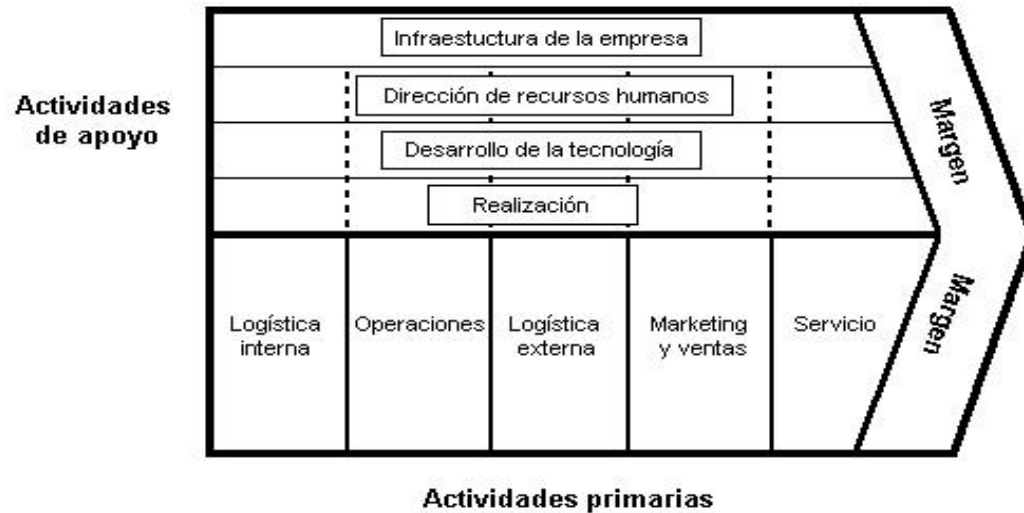 Infraestuctura de la empresa
Dirección de recursos humanos
Actividades
de apoyo
Desarrollo de la tecnología
Realización
Margen
Logística
interna
Operaciones
Logística
externa
Marketing
y ventas
Servicio
Margen
Actividades primarias